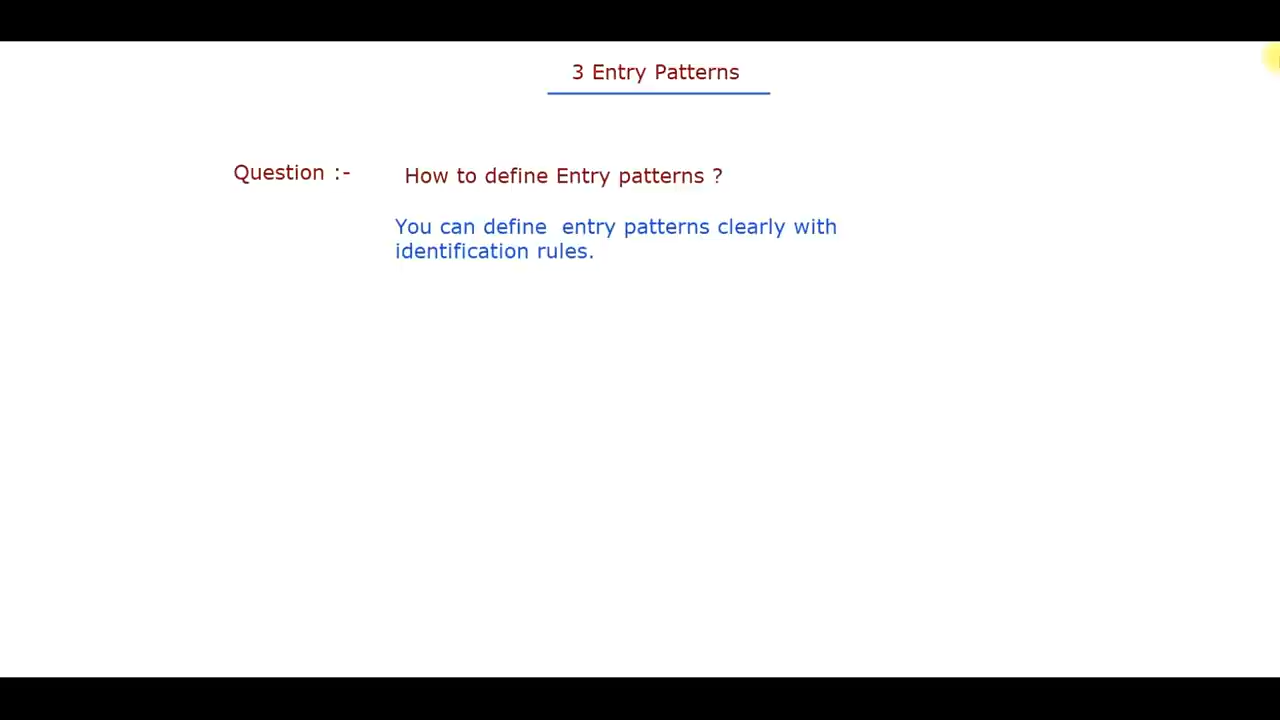 3 Entry Patterns
Question :- How to define Entry patterns ?
You can define  entry patterns clearly with
identification rules.